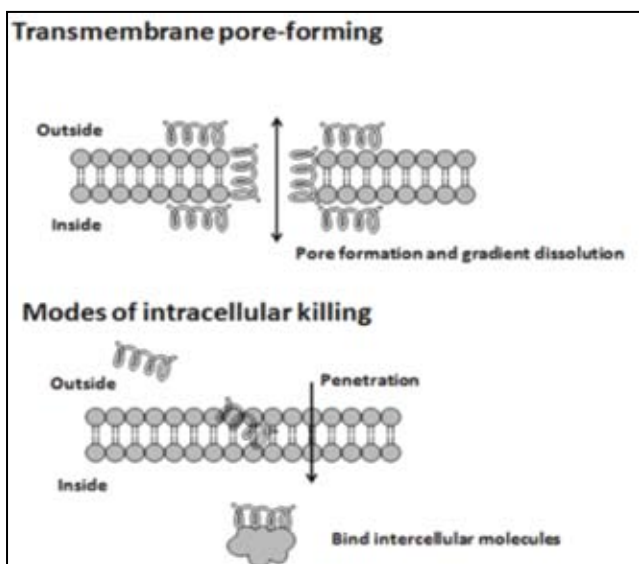 Transmembrane pore-forming
Outside
Inside
Pore formation and gradient dissolution
Modes of intracellular killing
Outside
Penetration
Inside
Bind intercellular molecules